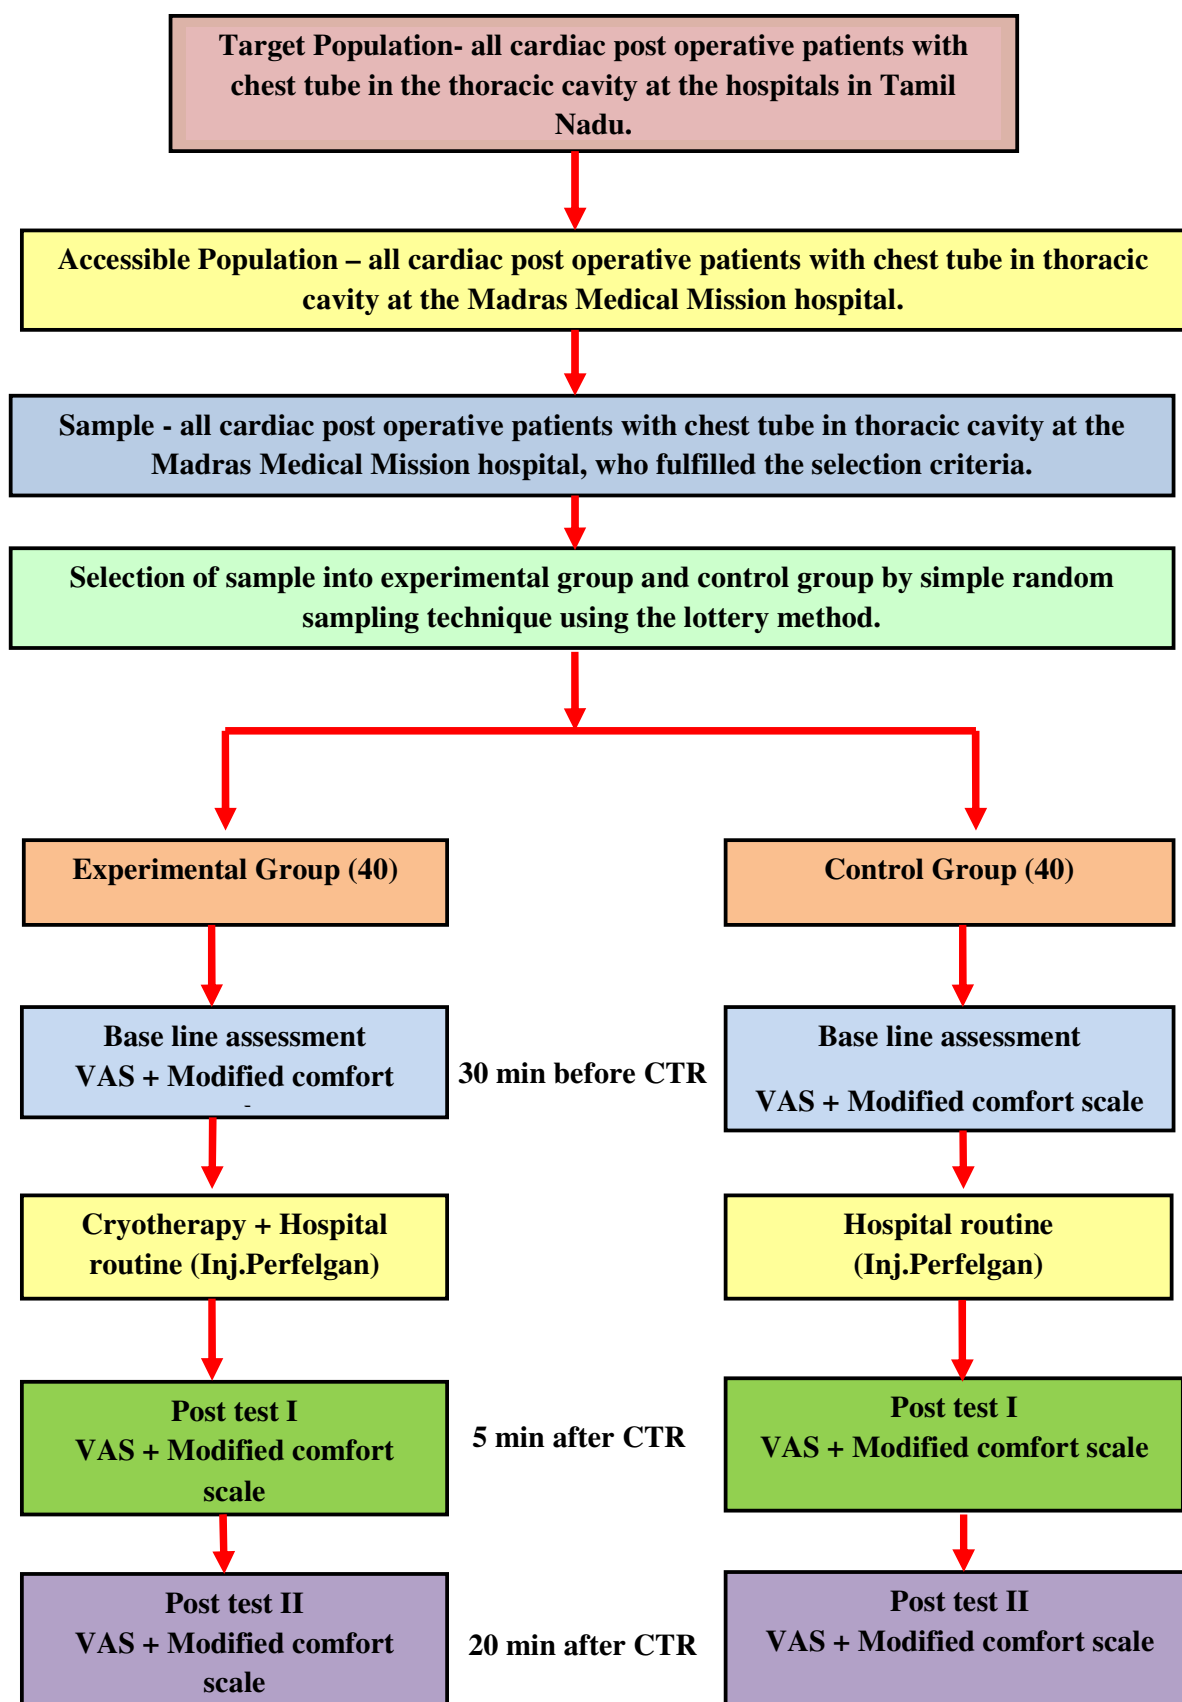 Target Population- all cardiac post operative patients with
chest tube in the thoracic cavity at the hospitals in Tamil
Nadu.
Accessible Population – all cardiac post operative patients with chest tube in thoracic
cavity at the Madras Medical Mission hospital.
Sample - all cardiac post operative patients with chest tube in thoracic cavity at the
Madras Medical Mission hospital, who fulfilled the selection criteria.
Selection of sample into experimental group and control group by simple random
sampling technique using the lottery method.
Experimental Group (40)
Control Group (40)
Base line assessment
VAS + Modified comfort
30 min before CTR
Base line assessment
VAS + Modified comfort scale
Cryotherapy + Hospital
routine (Inj.Perfelgan)
Hospital routine
(Inj.Perfelgan)
Post test I
VAS + Modified comfort
scale
5 min after CTR
Post test I
VAS + Modified comfort scale
Post test II
VAS + Modified comfort
scale
20 min after CTR
Post test II
VAS + Modified comfort scale